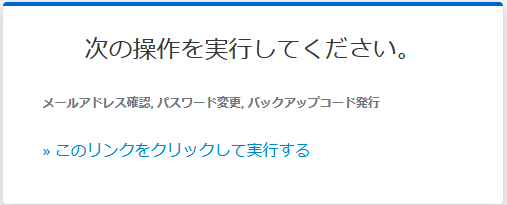 次の操作を実行してください。
メールアドレス確認, パスワード変更, バックアップコード発行
» このリンクをクリックして実行する